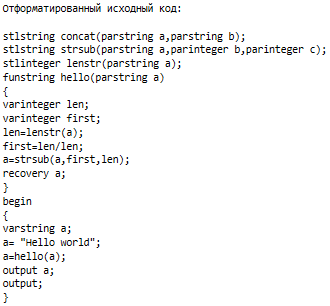 Отформатированный исходный код:
stlstring concat(parstring a,parstring b);
stlstring strsub(parstring a,parinteger b,parinteger c);
stlinteger lenstr(parstring a);
funstring hello(parstring a)
{
varinteger len;
varinteger first;
len=lenstr(a);
first=len/len;
a=strsub(a,first,len);
recovery a;
}
begin
{
varstring a;
a= "Hello world";
a=hello(a);
output a;
output;
}